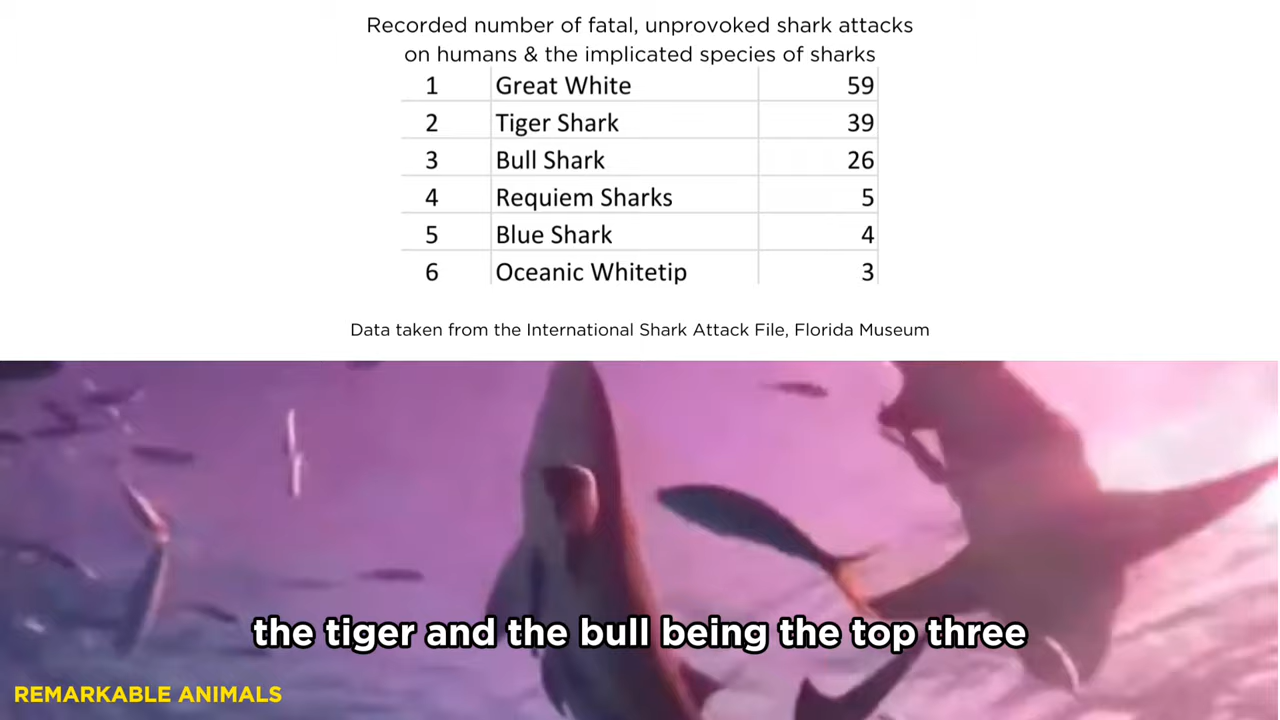 Recorded number of fatal, unprovoked shark attacks
on humans & the implicated species of sharks
1 Great White 59
2 Tiger Shark 39
3 Bull Shark 26
4 Requiem Sharks 5
5 Blue Shark 4
6 Oceanic Whitetip 3
Data taken from the International Shark Attack File, Florida Museum
the tiger and the bull being the top three
REMARKABLE ANIMALS